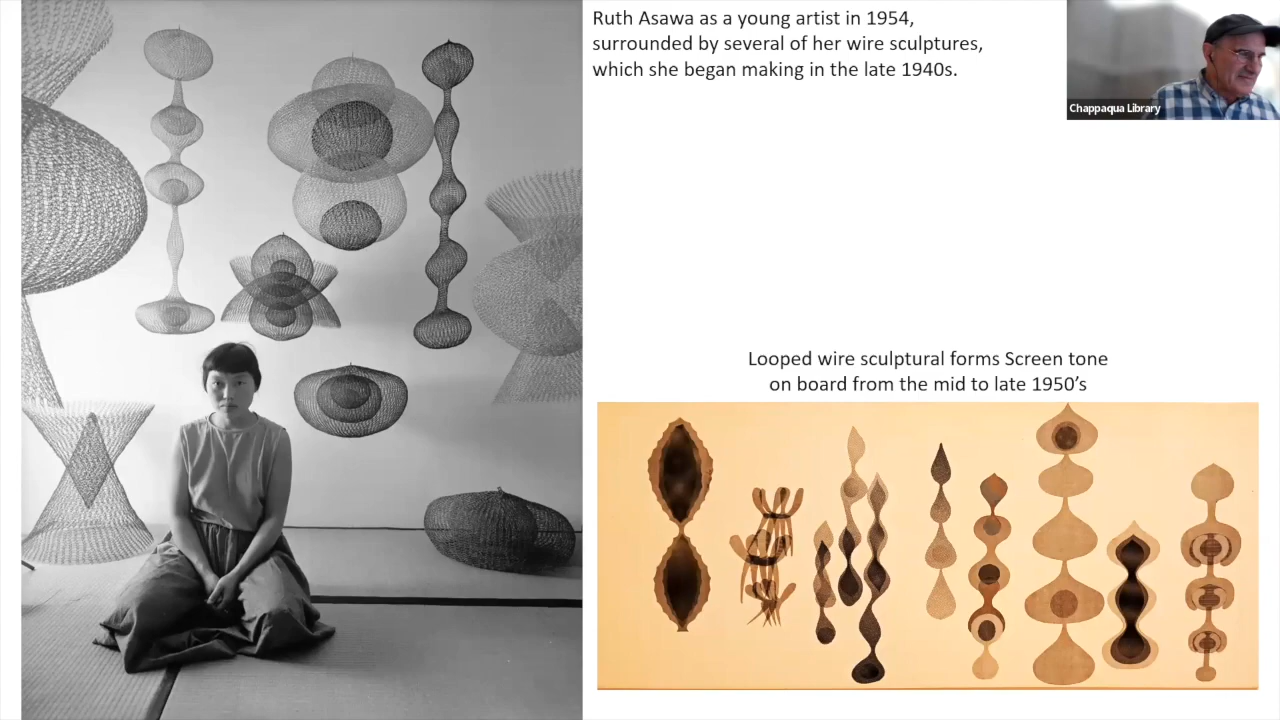 Ruth Asawa as a young artist in 1954,
surrounded by several of her wire sculptures,
which she began making in the late 1940s.
Chappaqua Library
Looped wire sculptural forms Screen tone
on board from the mid to late 1950’s